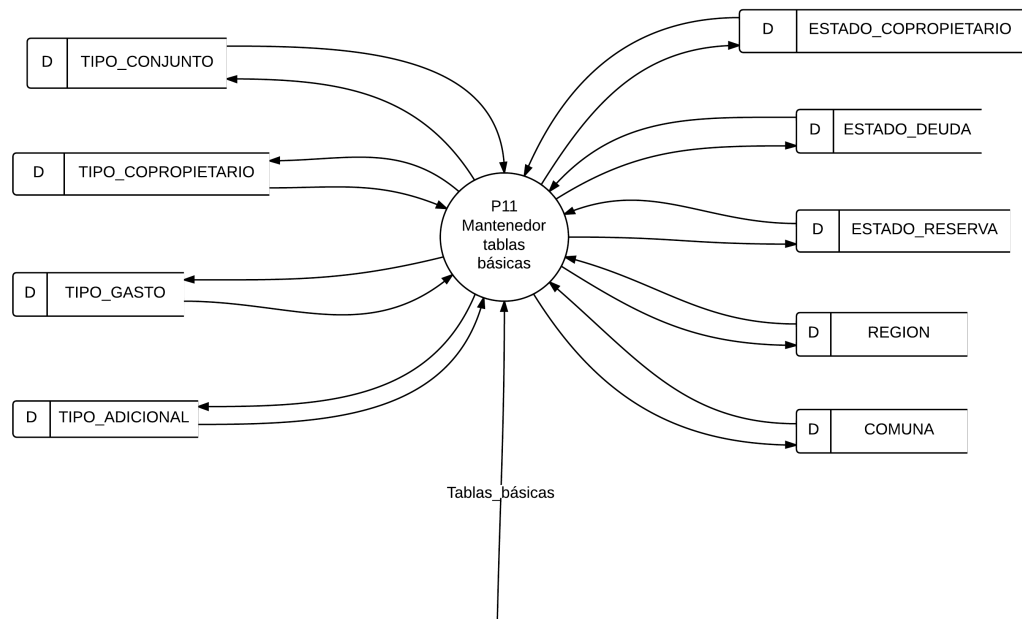 D ESTADO_COPROPIETARIO
D TIPO_CONJUNTO
D ESTADO_DEUDA
D TIPO_COPROPIETARIO
P11
Mantenedor
tablas
básicas
D ESTADO_RESERVA
D TIPO_GASTO
D REGION
D TIPO_ADICIONAL
D COMUNA
Tablas_básicas